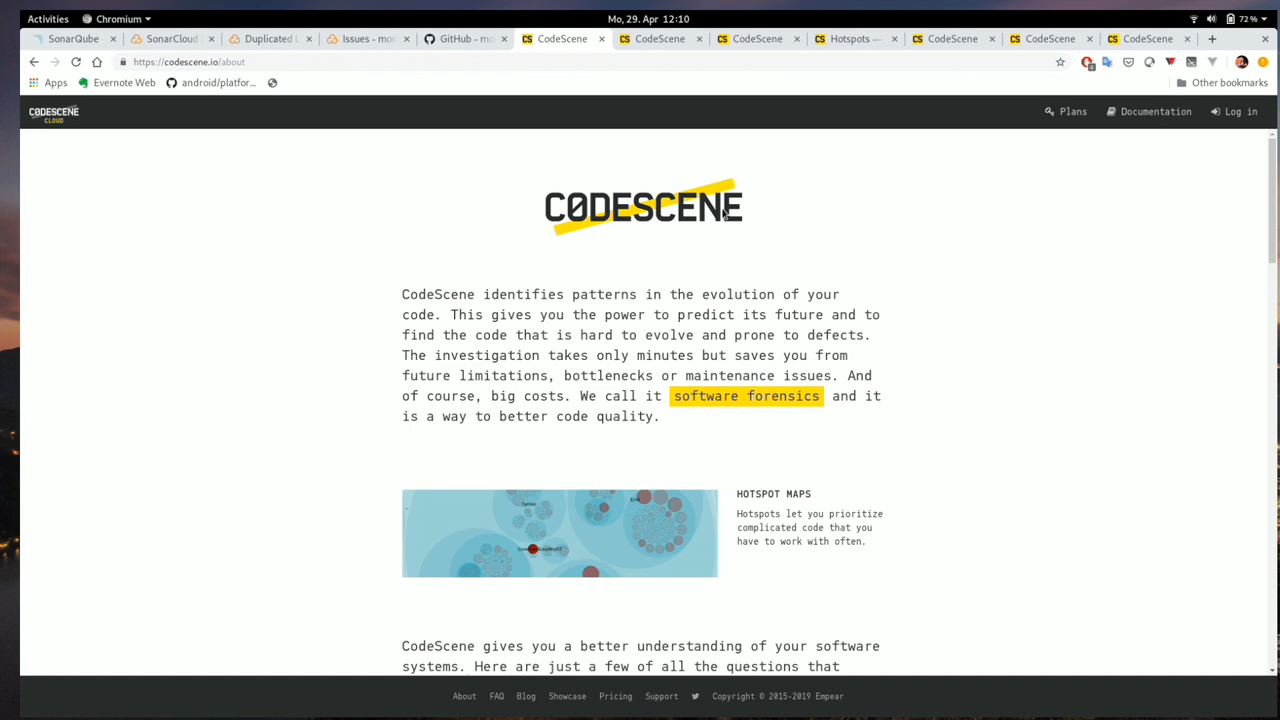 Activities
Chromium
Mo, 29. Apr 12:10
72 %
SonarQube
SonarCloud
Duplicated L
Issues - mon
GitHub - mo
CodeScene
CodeScene
CodeScene
Hotspots —
CodeScene
CodeScene
CodeScene
https://codescene.io/about
Apps
Evernote Web
android/platfor...
Other bookmarks
CODESCENE
CLOUD
Plans
Documentation
Log in
CODESCENE
CodeScene identifies patterns in the evolution of your
code. This gives you the power to predict its future and to
find the code that is hard to evolve and prone to defects.
The investigation takes only minutes but saves you from
future limitations, bottlenecks or maintenance issues. And
of course, big costs. We call it software forensics and it
is a way to better code quality.
HOTSPOT MAPS
Hotspots let you prioritize
complicated code that you
have to work with often.
CodeScene gives you a better understanding of your software
systems. Here are just a few of all the questions that
About
FAQ
Blog
Showcase
Pricing
Support
Copyright © 2015-2019 Empear